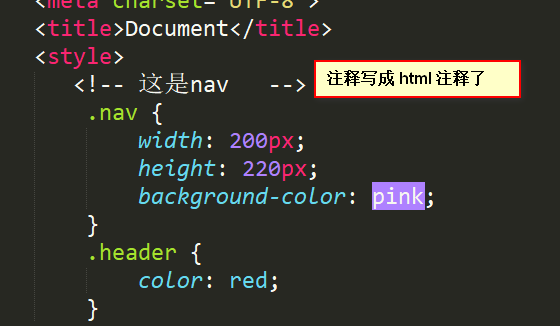 <meta charset="UTF-8">
<title>Document</title>
<style>
<!-- 这是nav -->
注释写成 html 注释了
.nav {
width: 200px;
height: 220px;
background-color: pink;
}
.header {
color: red;
}